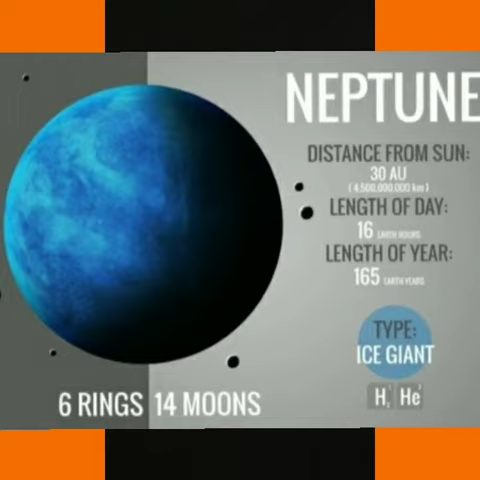 NEPTUNE
DISTANCE FROM SUN:
30 AU
(4,500,000,000 km)
LENGTH OF DAY:
16 EARTH HOURS
LENGTH OF YEAR:
165 EARTH YEARS
TYPE:
ICE GIANT
H₂ He
6 RINGS 14 MOONS